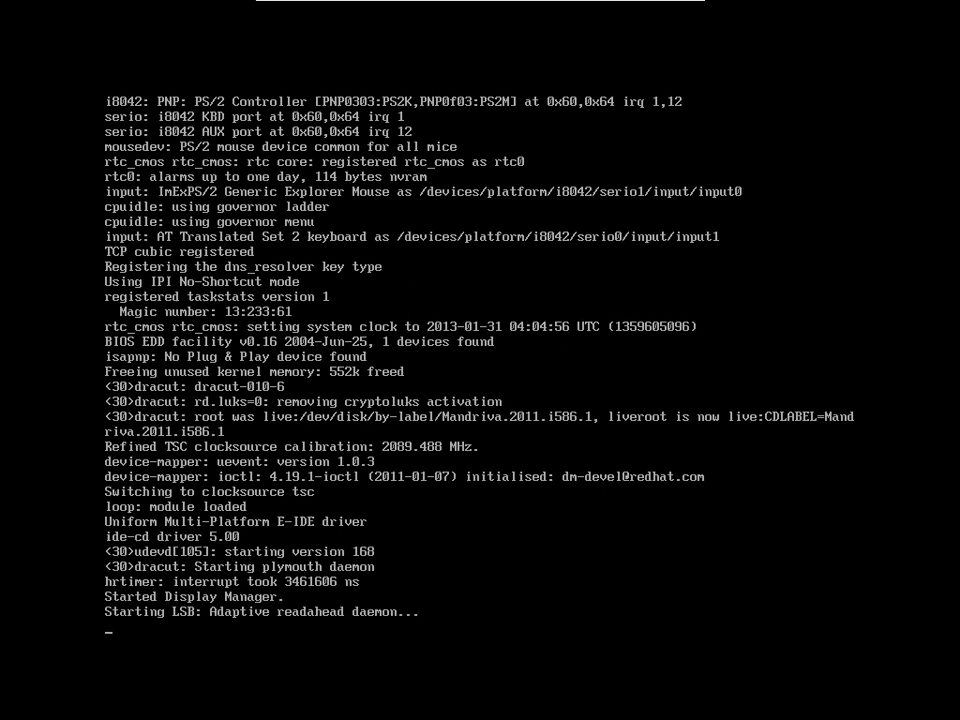 i8042: PNP: PS/2 Controller [PNP0303:PS2K,PNP0f03:PS2M] at 0x60,0x64 irq 1,12
serio: i8042 KBD port at 0x60,0x64 irq 1
serio: i8042 AUX port at 0x60,0x64 irq 12
mousedev: PS/2 mouse device common for all mice
rtc_cmos rtc_cmos: rtc core: registered rtc_cmos as rtc0
rtc0: alarms up to one day, 114 bytes nvram
input: ImExPS/2 Generic Explorer Mouse as /devices/platform/i8042/serio1/input/input0
cpuidle: using governor ladder
cpuidle: using governor menu
input: AT Translated Set 2 keyboard as /devices/platform/i8042/serio0/input/input1
TCP cubic registered
Registering the dns_resolver key type
Using IPI No-Shortcut mode
registered taskstats version 1
  Magic number: 13:233:61
rtc_cmos rtc_cmos: setting system clock to 2013-01-31 04:04:56 UTC (1359605096)
BIOS EDD facility v0.16 2004-Jun-25, 1 devices found
isapnp: No Plug & Play device found
Freeing unused kernel memory: 552k freed
<30>dracut: dracut-010-6
<30>dracut: rd.luks=0: removing cryptoluks activation
<30>dracut: root was live:/dev/disk/by-label/Mandriva.2011.i586.1, liveroot is now live:CDLABEL=Mand
riva.2011.i586.1
Refined TSC clocksource calibration: 2089.488 MHz.
device-mapper: uevent: version 1.0.3
device-mapper: ioctl: 4.19.1-ioctl (2011-01-07) initialised: dm-devel@redhat.com
Switching to clocksource tsc
loop: module loaded
Uniform Multi-Platform E-IDE driver
ide-cd driver 5.00
<30>udevd[105]: starting version 168
<30>dracut: Starting plymouth daemon
hrtimer: interrupt took 3461606 ns
Started Display Manager.
Starting LSB: Adaptive readahead daemon...
_